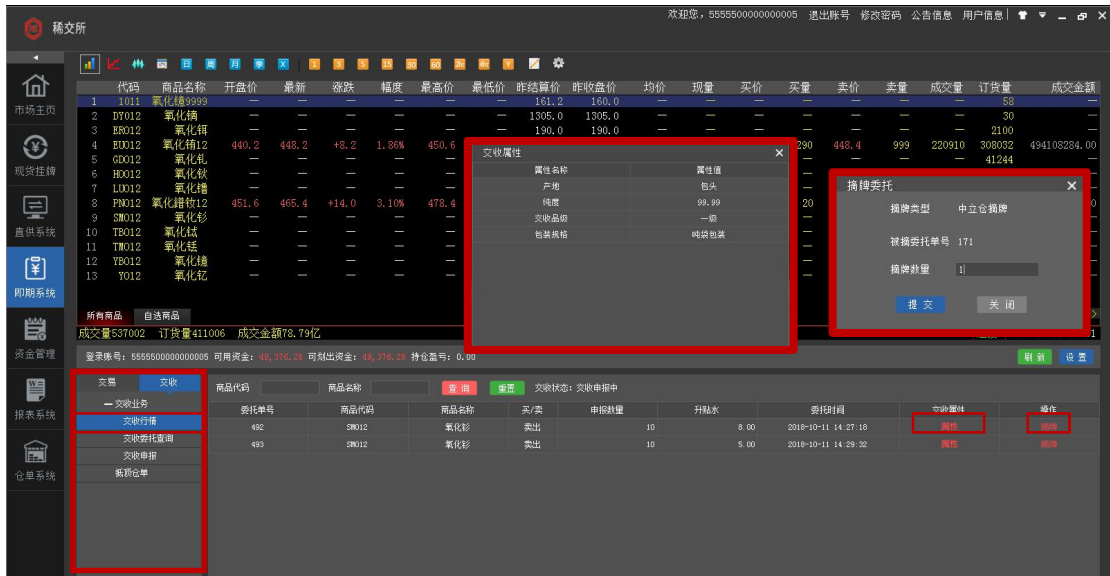 欢迎您，5555500000000005 退出账号 修改密码 公告信息 用户信息
稀交所
市场主页
现货挂牌
直供系统
即期系统
资金管理
报表系统
仓单系统
代码 商品名称 开盘价 最新 涨跌 幅度 最高价 最低价 昨结算价 昨收盘价 均价 现量 买价 买量 卖价 卖量 成交量 订货量 成交金额
1 1011 氧化镱9999 — — — — — — 161.2 160.0 — — — — — — — 58 —
2 DY012 氧化镝 — — — — — — 1305.0 1305.0 — — — — — — — 30 —
3 ER012 氧化铒 — — — — — 190.0 190.0 — — — — — — — 2100 —
4 EU012 氧化铕12 440.2 448.2 +8.2 1.86% 450.6 290 448.4 999 220910 308032 494108284.00
5 GD012 氧化钆 — — — — — — — — — 41244 —
6 HO012 氧化钬 — — — — —
7 LU012 氧化镥 — — — — —
8 PN012 氧化镨钕12 451.6 465.4 +14.0 3.10% 478.4 20
9 SM012 氧化钐 — — — — —
10 TB012 氧化铽 — — — — —
11 TM012 氧化铥 — — — — —
12 YB012 氧化镱 — — — — —
13 Y012 氧化钇 — — — — —
交收属性 ×
属性名称 属性值
产地 包头
纯度 99.99
交收品级 一级
包装规格 吨袋包装
摘牌委托 ×
摘牌类型 中立仓摘牌
被摘委托单号 171
摘牌数量 1
提 交 关 闭
所有商品 自选商品
成交量537002 订货量411006 成交金额78.79亿
登录账号: 5555500000000005 可用资金: 49,376.28 可划出资金: 49,376.28 持仓盈亏: 0.00 刷 新 设 置
交易 交收
交收业务
交收行情
交收委托查询
交收申报
抵顶仓单
商品代码 商品名称 查 询 重置 交收状态: 交收申报中
委托单号 商品代码 商品名称 买/卖 申报数量 升贴水 委托时间 交收属性 操作
492 SM012 氧化钐 卖出 10 8.00 2018-10-11 14:27:18 属性 摘牌
493 SM012 氧化钐 卖出 10 5.00 2018-10-11 14:29:32 属性 摘牌